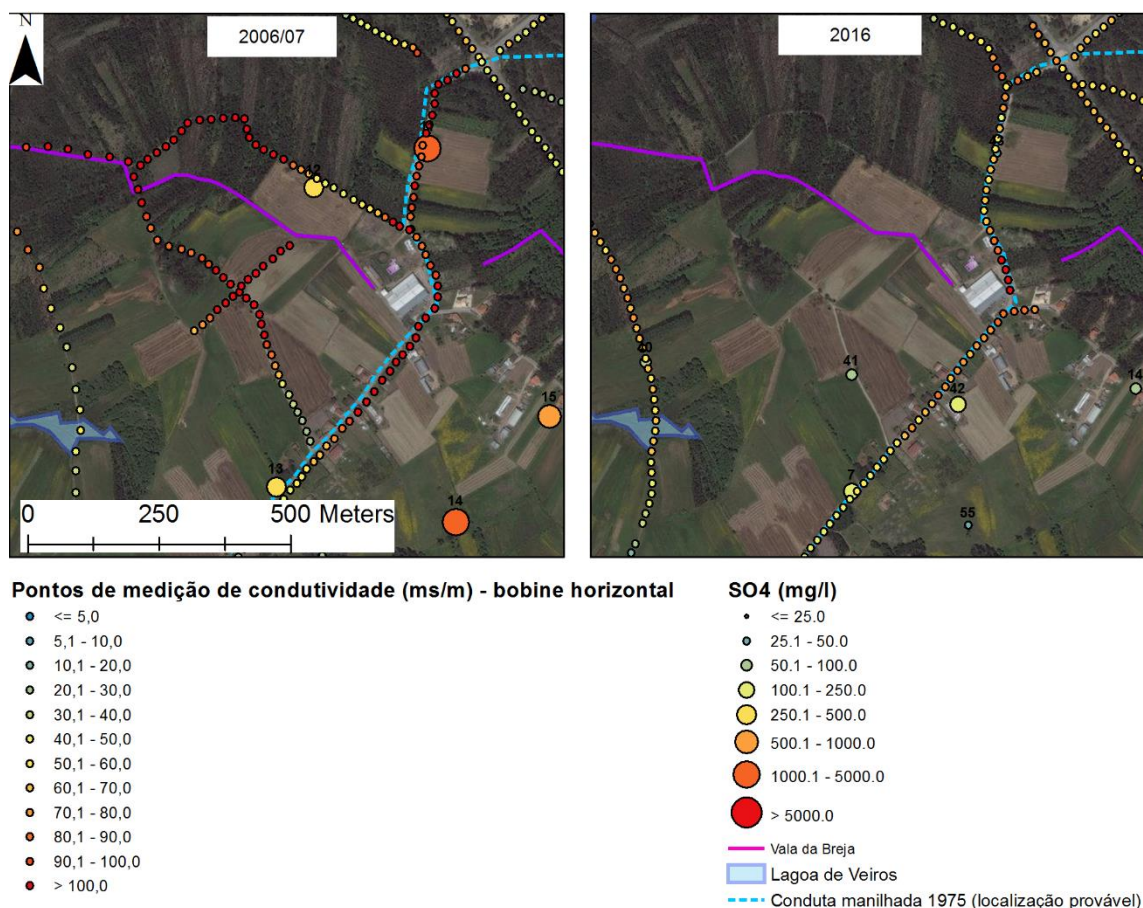 N
2006/07
2016
12
40
41
42
14
15
13
7
14
55
0 250 500 Meters
Pontos de medição de condutividade (ms/m) - bobine horizontal
<= 5,0
5,1 - 10,0
10,1 - 20,0
20,1 - 30,0
30,1 - 40,0
40,1 - 50,0
50,1 - 60,0
60,1 - 70,0
70,1 - 80,0
80,1 - 90,0
90,1 - 100,0
> 100,0
SO4 (mg/l)
<= 25.0
25.1 - 50.0
50.1 - 100.0
100.1 - 250.0
250.1 - 500.0
500.1 - 1000.0
1000.1 - 5000.0
> 5000.0
Vala da Breja
Lagoa de Veiros
Conduta manilhada 1975 (localização provável)